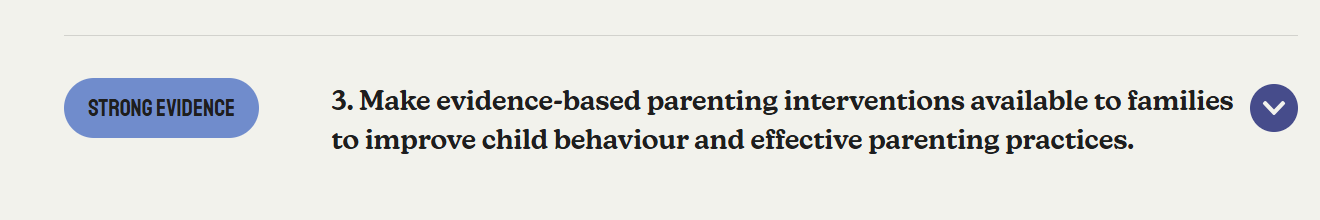 STRONG EVIDENCE
3. Make evidence-based parenting interventions available to families
to improve child behaviour and effective parenting practices.